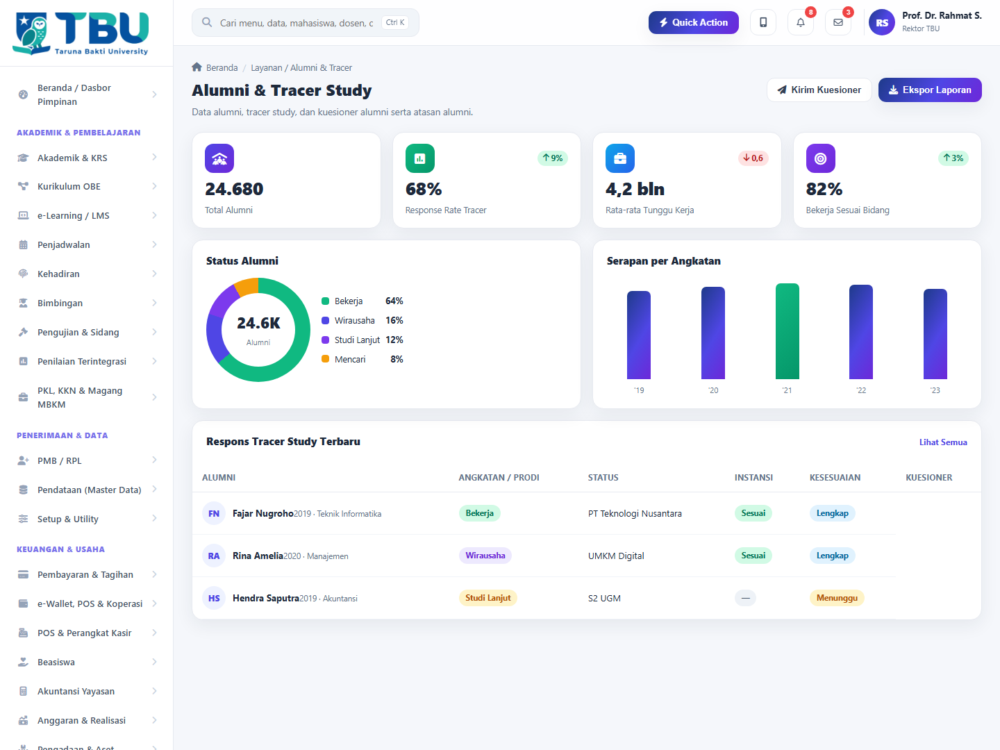 TBU
Taruna Bakti University
Beranda / Dasbor
Pimpinan
AKADEMIK & PEMBELAJARAN
Akademik & KRS
Kurikulum OBE
e-Learning / LMS
Penjadwalan
Kehadiran
Bimbingan
Pengujian & Sidang
Penilaian Terintegrasi
PKL, KKN & Magang
MBKM
PENERIMAAN & DATA
PMB / RPL
Pendataan (Master Data)
Setup & Utility
KEUANGAN & USAHA
Pembayaran & Tagihan
e-Wallet, POS & Koperasi
POS & Perangkat Kasir
Beasiswa
Akuntansi Yayasan
Anggaran & Realisasi
Pengadaan & Aset
Cari menu, data, mahasiswa, dosen, c
Ctrl K
Quick Action
8
3
RS
Prof. Dr. Rahmat S.
Rektor TBU
Beranda / Layanan / Alumni & Tracer
Alumni & Tracer Study
Data alumni, tracer study, dan kuesioner alumni serta atasan alumni.
Kirim Kuesioner
Ekspor Laporan
24.680
Total Alumni
9%
68%
Response Rate Tracer
0,6
4,2 bln
Rata-rata Tunggu Kerja
3%
82%
Bekerja Sesuai Bidang
Status Alumni
24.6K
Alumni
Bekerja 64%
Wirausaha 16%
Studi Lanjut 12%
Mencari 8%
Serapan per Angkatan
'19 '20 '21 '22 '23
Respons Tracer Study Terbaru
Lihat Semua
ALUMNI ANGKATAN / PRODI STATUS INSTANSI KESESUAIAN KUESIONER
FN Fajar Nugroho2019 · Teknik Informatika Bekerja PT Teknologi Nusantara Sesuai Lengkap
RA Rina Amelia2020 · Manajemen Wirausaha UMKM Digital Sesuai Lengkap
HS Hendra Saputra2019 · Akuntansi Studi Lanjut S2 UGM — Menunggu